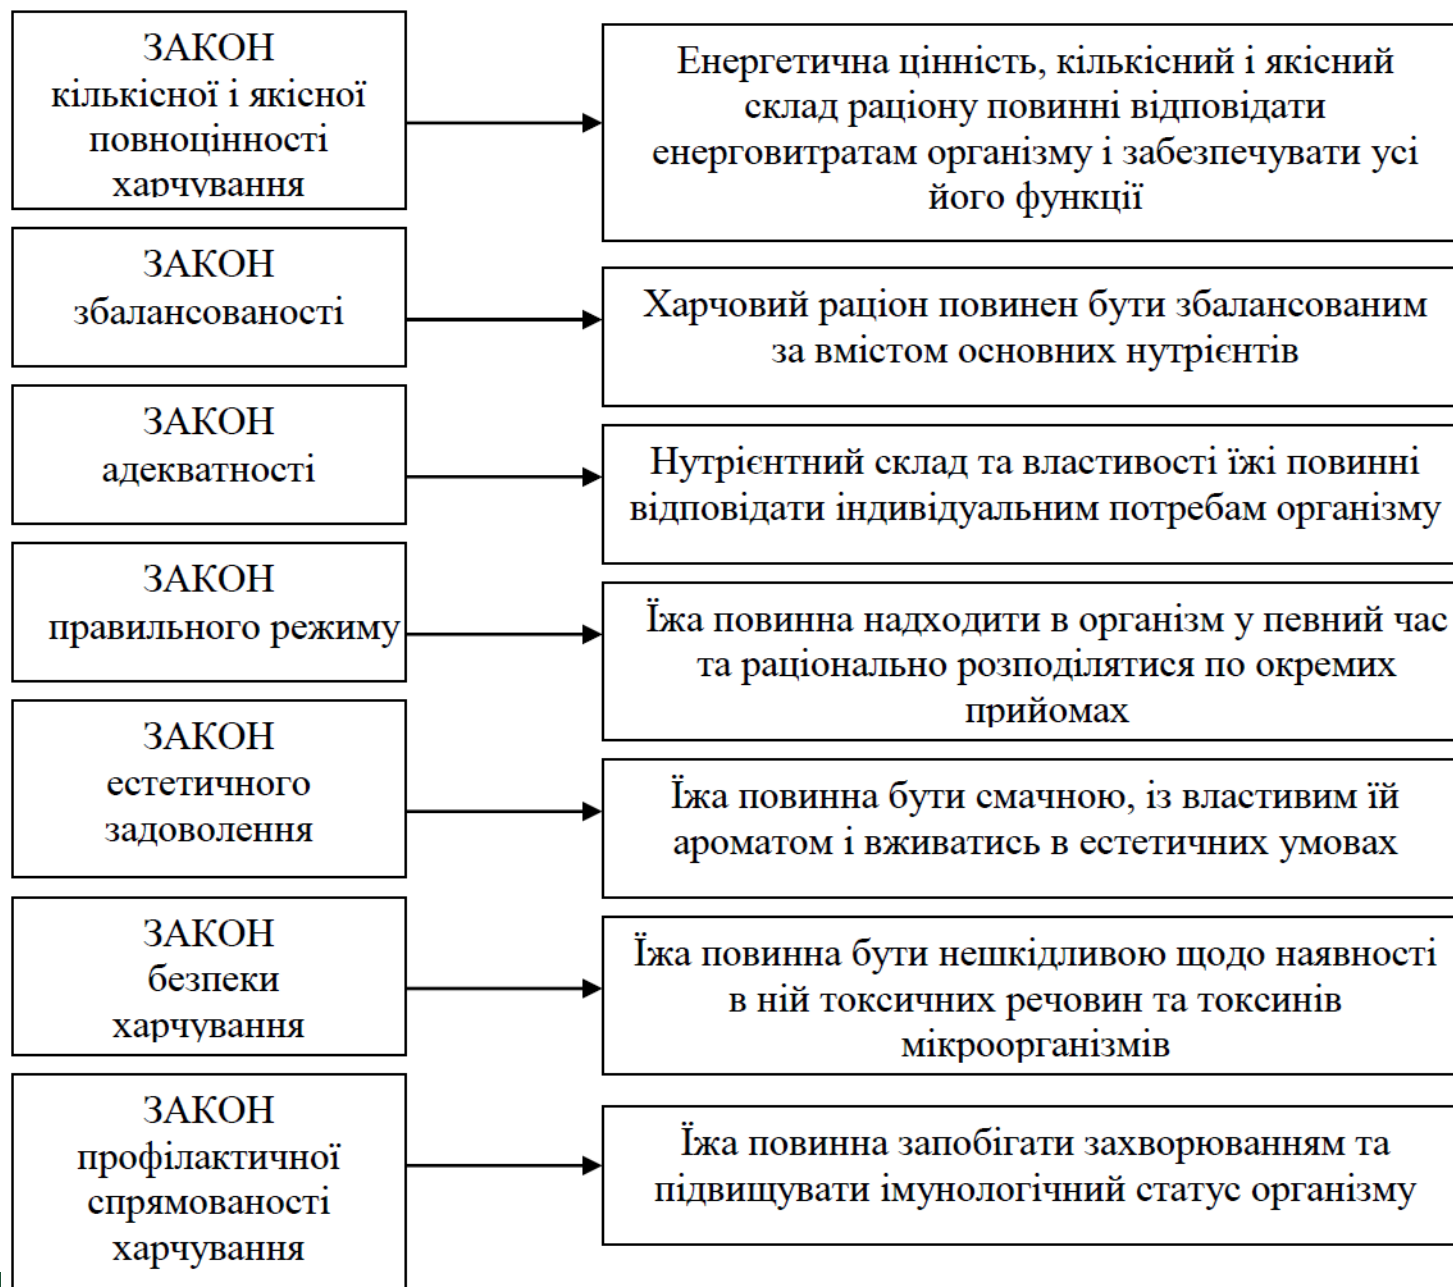 ЗАКОН
кількісної і якісної
повноцінності
харчування
Енергетична цінність, кількісний і якісний
склад раціону повинні відповідати
енерговитратам організму і забезпечувати усі
його функції
ЗАКОН
збалансованості
Харчовий раціон повинен бути збалансованим
за вмістом основних нутрієнтів
ЗАКОН
адекватності
Нутрієнтний склад та властивості їжі повинні
відповідати індивідуальним потребам організму
ЗАКОН
правильного режиму
Їжа повинна надходити в організм у певний час
та раціонально розподілятися по окремих
прийомах
ЗАКОН
естетичного
задоволення
Їжа повинна бути смачною, із властивим їй
ароматом і вживатись в естетичних умовах
ЗАКОН
безпеки
харчування
Їжа повинна бути нешкідливою щодо наявності
в ній токсичних речовин та токсинів
мікроорганізмів
ЗАКОН
профілактичної
спрямованості
харчування
Їжа повинна запобігати захворюванням та
підвищувати імунологічний статус організму